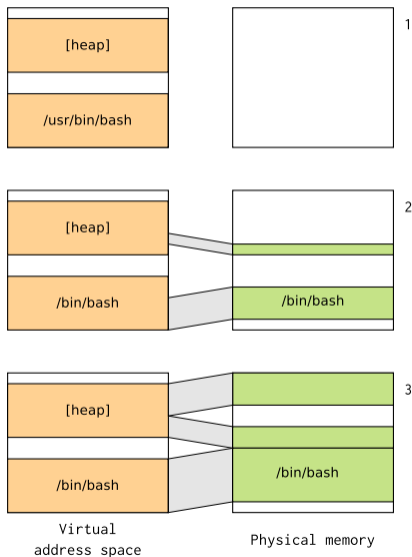 1
[heap]
/usr/bin/bash
2
[heap]
/bin/bash
/bin/bash
3
[heap]
/bin/bash
/bin/bash
Virtual
address space
Physical memory